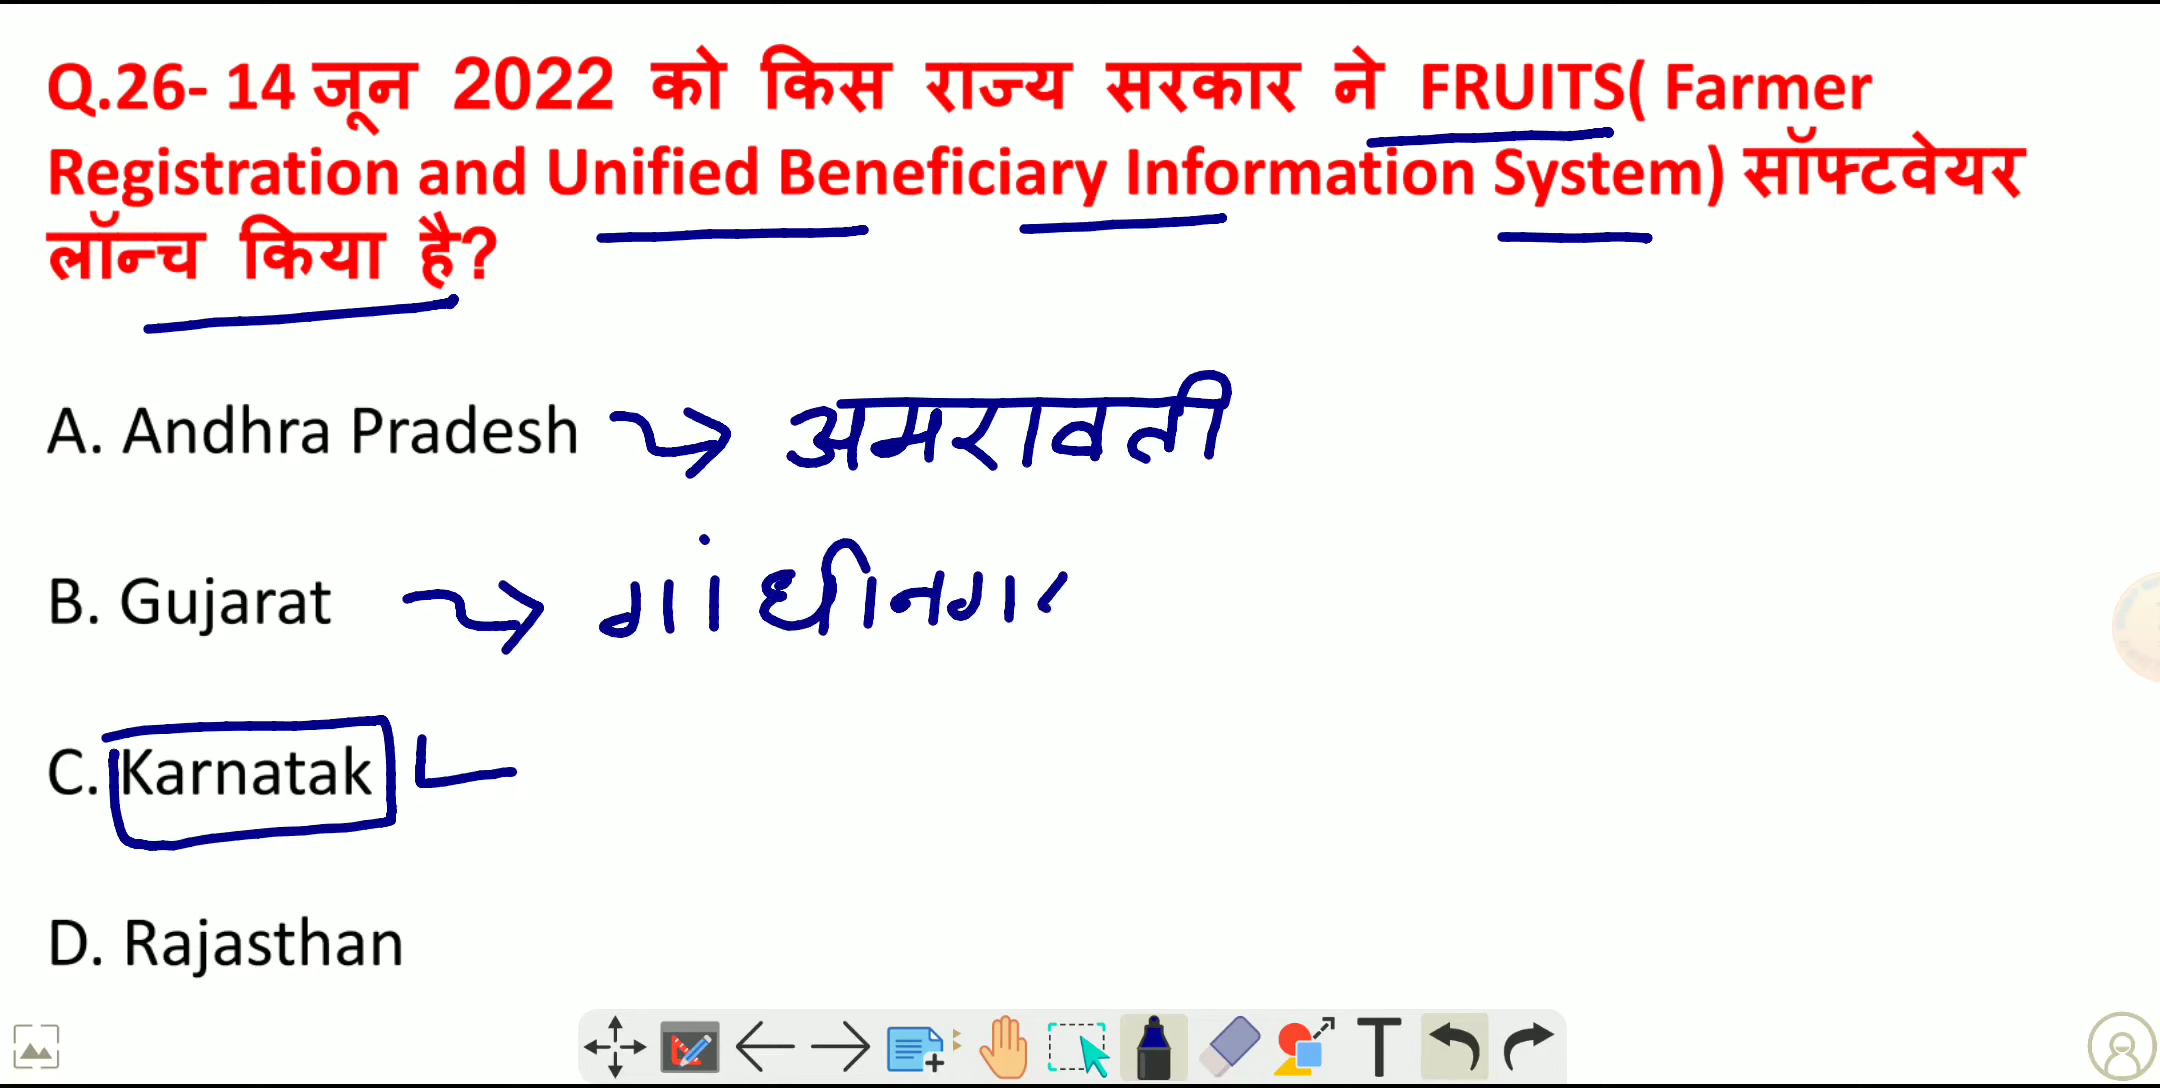 Q.26- 14 जून 2022 को किस राज्य सरकार ने FRUITS( Farmer
Registration and Unified Beneficiary Information System) सॉफ्टवेयर
लॉन्च किया है?
A. Andhra Pradesh अमरावती
B. Gujarat गांधीनगर
C. Karnatak
D. Rajasthan